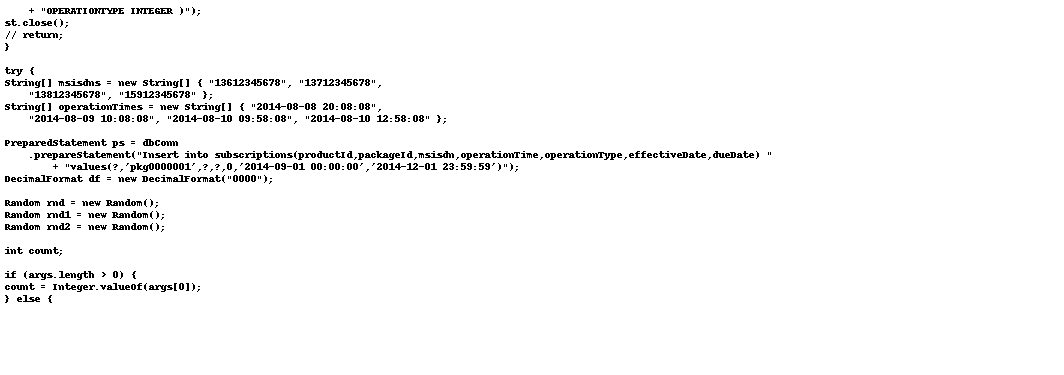 + "OPERATIONTYPE INTEGER )");
st.close();
// return;
}
try {
String[] msisdns = new String[] { "13612345678", "13712345678",
"13812345678", "15912345678" };
String[] operationTimes = new String[] { "2014-08-08 20:08:08",
"2014-08-09 10:08:08", "2014-08-10 09:58:08", "2014-08-10 12:58:08" };
PreparedStatement ps = dbConn
.prepareStatement("Insert into subscriptions(productId,packageId,msisdn,operationTime,operationType,effectiveDate,dueDate) "
+ "values(?,'pkg0000001',?,?,0,'2014-09-01 00:00:00','2014-12-01 23:59:59')");
DecimalFormat df = new DecimalFormat("0000");
Random rnd = new Random();
Random rnd1 = new Random();
Random rnd2 = new Random();
int count;
if (args.length > 0) {
count = Integer.valueOf(args[0]);
} else {